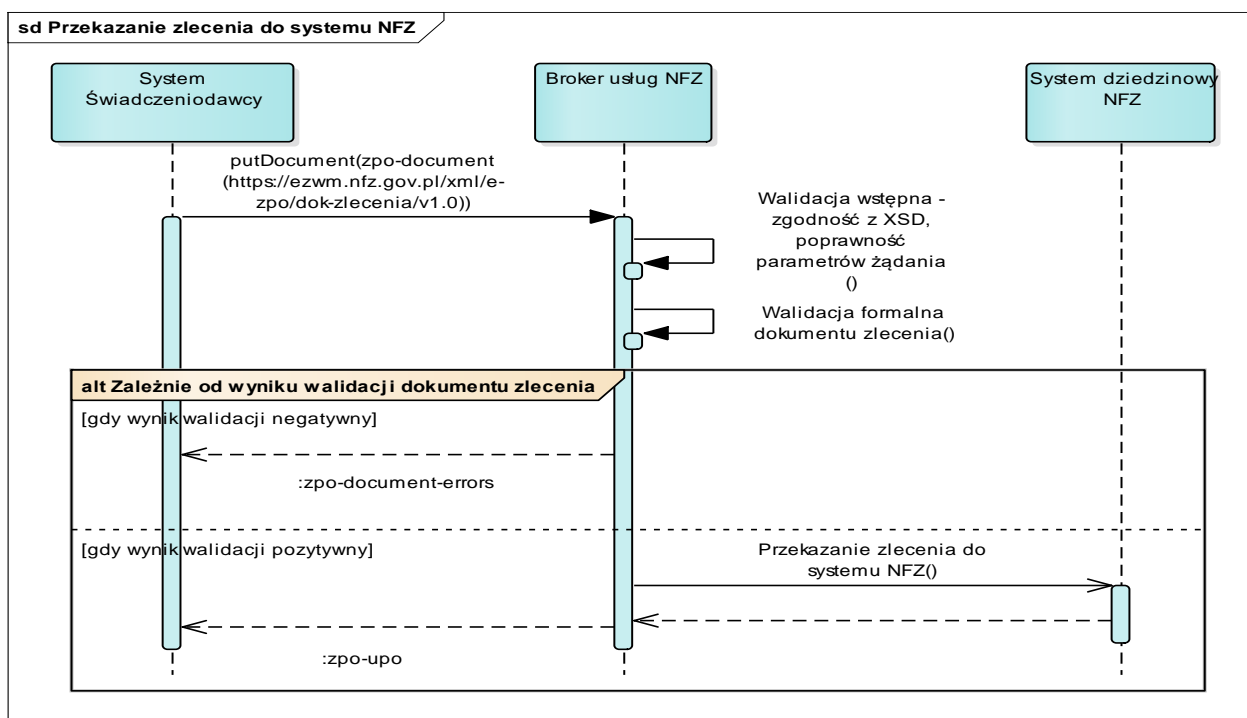 sd Przekazanie zlecenia do systemu NFZ
System
Świadczeniodawcy
Broker usług NFZ
System dziedzinowy
NFZ
putDocument(zpo-document
(https://ezwm.nfz.gov.pl/xml/e-
zpo/dok-zlecenia/v1.0))
Walidacja wstępna -
zgodność z XSD,
poprawność
parametrów żądania
()
Walidacja formalna
dokumentu zlecenia()
alt Zależnie od wyniku walidacji dokumentu zlecenia
[gdy wynik walidacji negatywny]
:zpo-document-errors
[gdy wynik walidacji pozytywny]
Przekazanie zlecenia do
systemu NFZ()
:zpo-upo